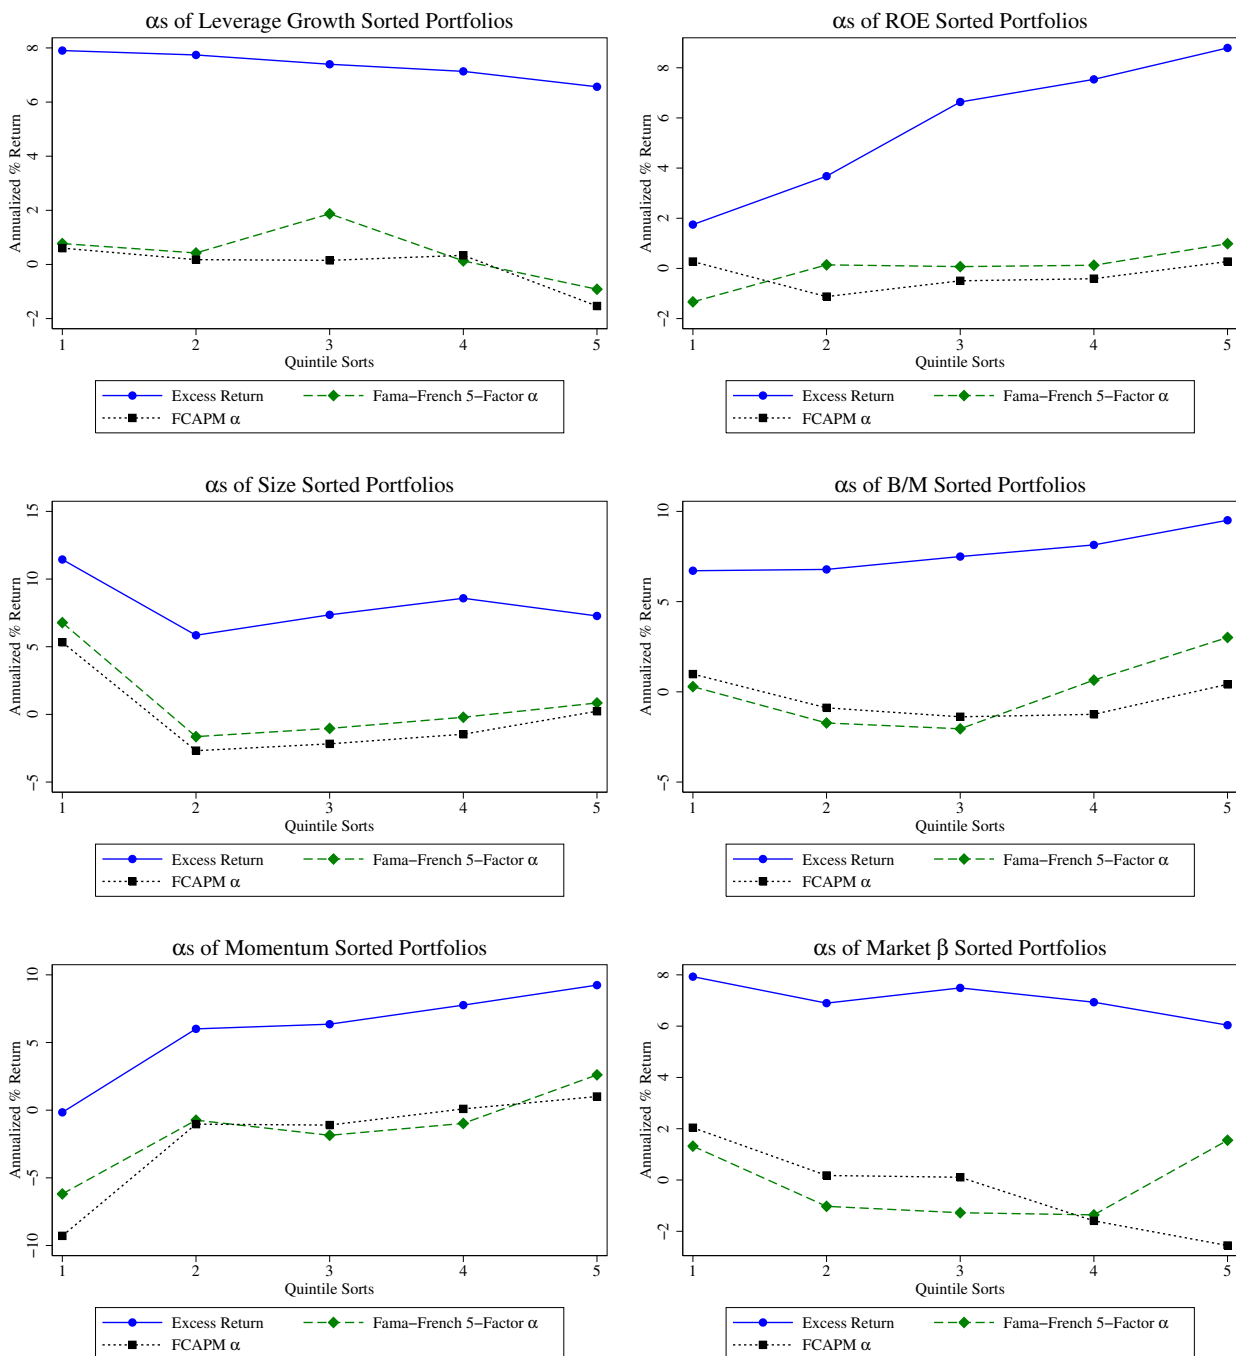 αs of Leverage Growth Sorted Portfolios
Annualized % Return
8
6
4
2
0
−2
1 2 3 4 5
Quintile Sorts
Excess Return Fama−French 5−Factor α
FCAPM α
αs of ROE Sorted Portfolios
Annualized % Return
8
6
4
2
0
−2
1 2 3 4 5
Quintile Sorts
Excess Return Fama−French 5−Factor α
FCAPM α
αs of Size Sorted Portfolios
Annualized % Return
15
10
5
0
−5
1 2 3 4 5
Quintile Sorts
Excess Return Fama−French 5−Factor α
FCAPM α
αs of B/M Sorted Portfolios
Annualized % Return
10
5
0
−5
1 2 3 4 5
Quintile Sorts
Excess Return Fama−French 5−Factor α
FCAPM α
αs of Momentum Sorted Portfolios
Annualized % Return
10
5
0
−5
−10
1 2 3 4 5
Quintile Sorts
Excess Return Fama−French 5−Factor α
FCAPM α
αs of Market β Sorted Portfolios
Annualized % Return
8
6
4
2
0
−2
1 2 3 4 5
Quintile Sorts
Excess Return Fama−French 5−Factor α
FCAPM α